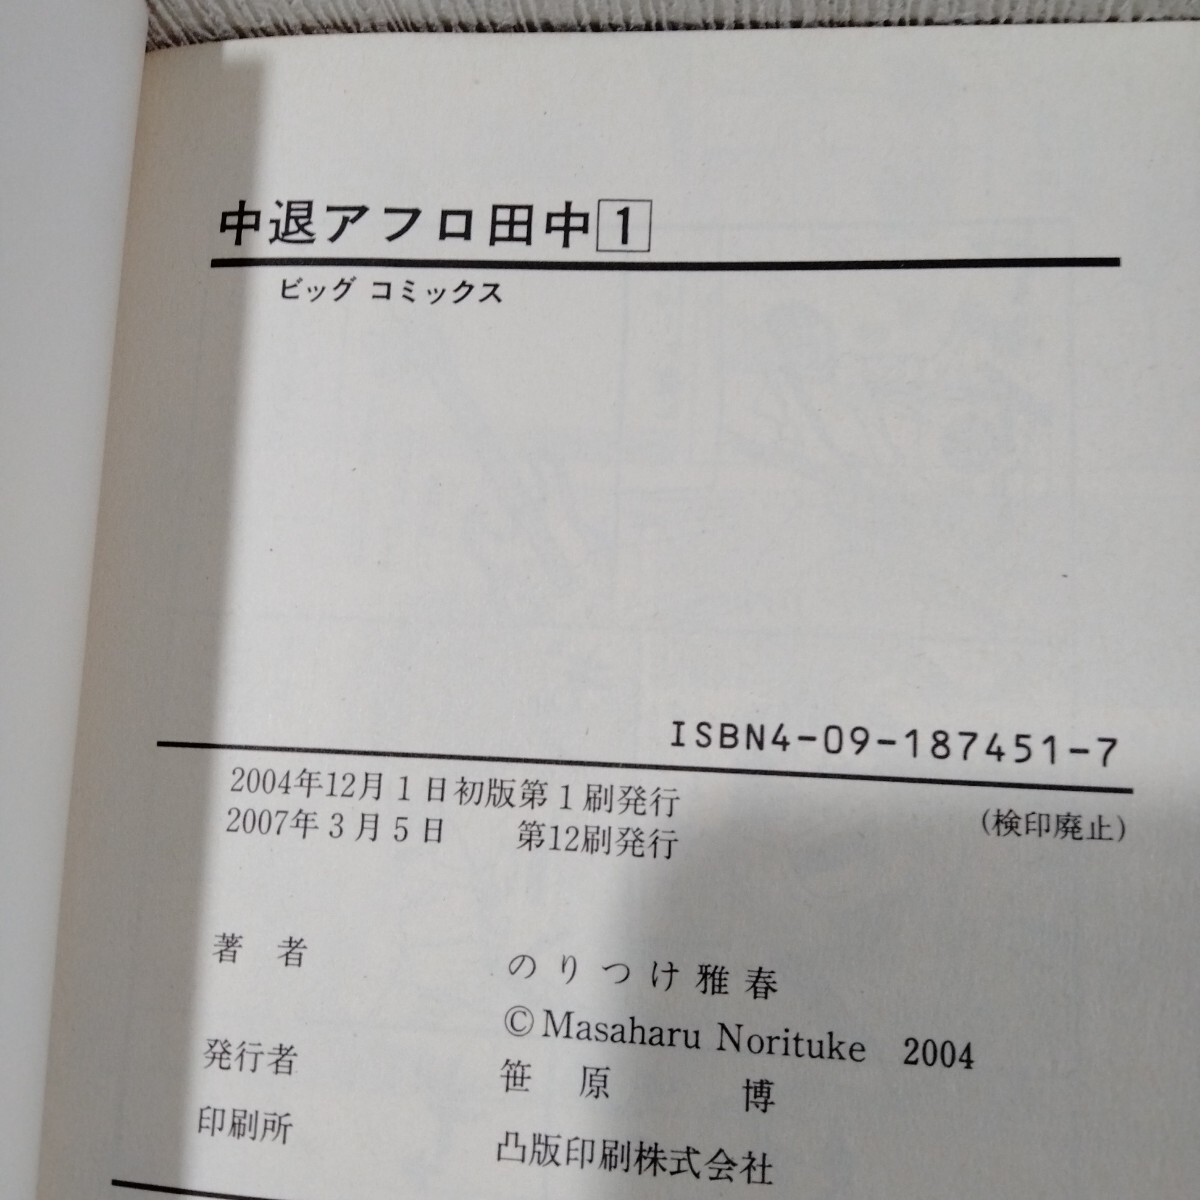 中退アフロ田中1
ビッグ コミックス
ISBN4-09-187451-7
2004年12月1日初版第1刷発行
(検印廃止)
2007年3月5日 第12刷発行
著 者 のりつけ雅春
©Masaharu Norituke 2004
発行者 笹 原 博
印刷所 凸版印刷株式会社